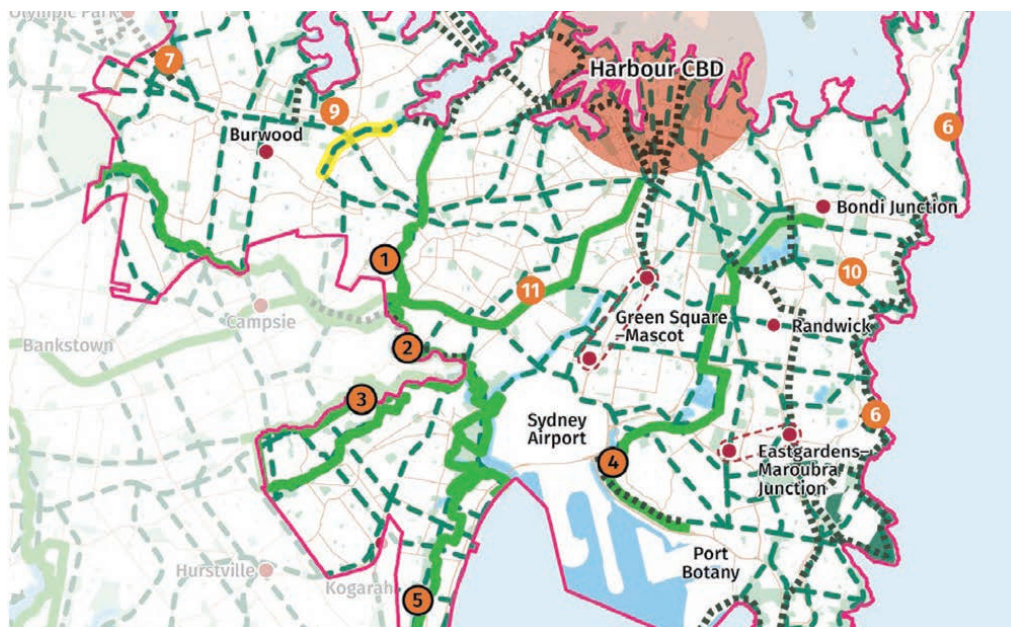 Olympic Park
Harbour CBD
7
9
6
Burwood
Bondi Junction
1
10
11
Campsie
Green Square
–Mascot
Randwick
Bankstown
2
3
6
Sydney
Airport
4
Eastgardens–
Maroubra
Junction
Port
Botany
Hurstville
Kogarah
5